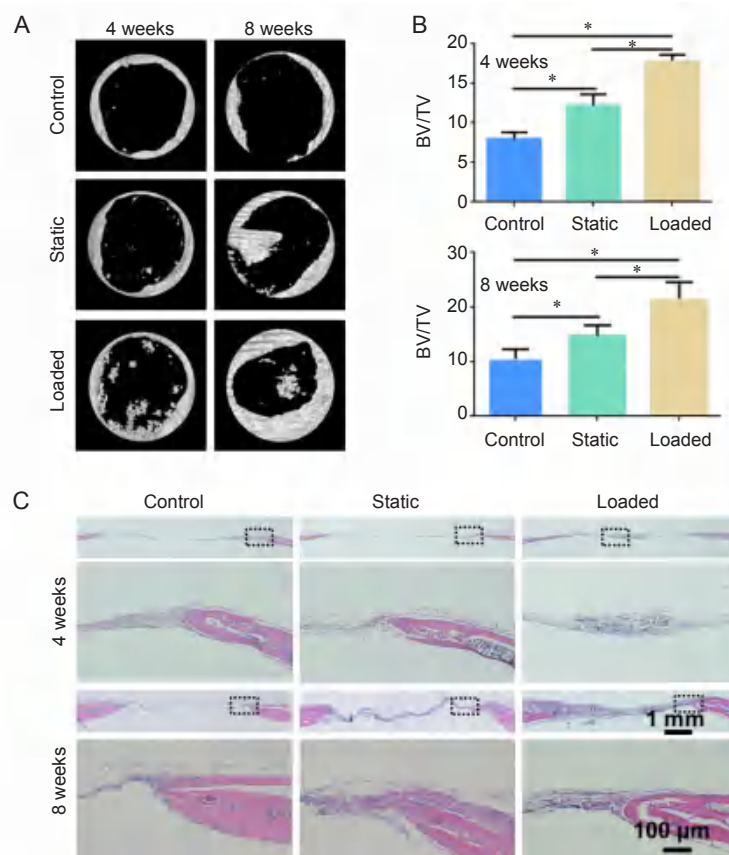 A
4 weeks
8 weeks
Control
Static
Loaded
B
BV/TV
20
15
10
5
0
4 weeks
*
*
*
Control
Static
Loaded
BV/TV
30
20
10
0
8 weeks
*
*
*
Control
Static
Loaded
C
Control
Static
Loaded
4 weeks
8 weeks
1 mm
100 µm